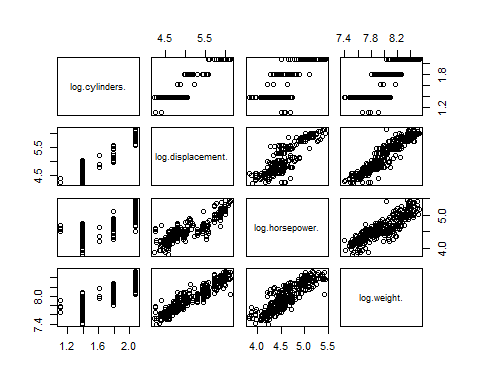 4.5 5.5 7.4 7.8 8.2
log.cylinders.
1.2 1.8
4.5 5.5
log.displacement.
log.horsepower.
4.0 5.0
7.4 8.0
log.weight.
1.2 1.6 2.0 4.0 4.5 5.0 5.5